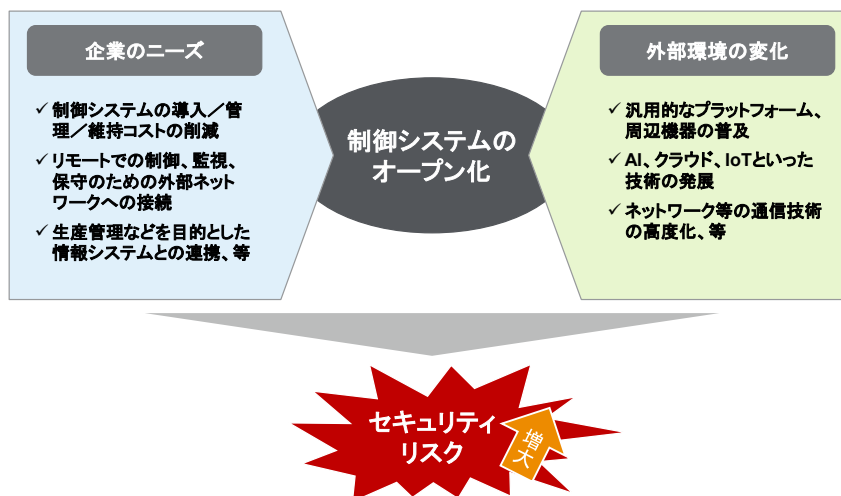 企業のニーズ
✓ 制御システムの導入／管
理／維持コストの削減
✓ リモートでの制御、監視、
保守のための外部ネット
ワークへの接続
✓ 生産管理などを目的とした
情報システムとの連携、等
制御システムの
オープン化
外部環境の変化
✓ 汎用的なプラットフォーム、
周辺機器の普及
✓ AI、クラウド、IoTといった
技術の発展
✓ ネットワーク等の通信技術
の高度化、等
セキュリティ
リスク
増大